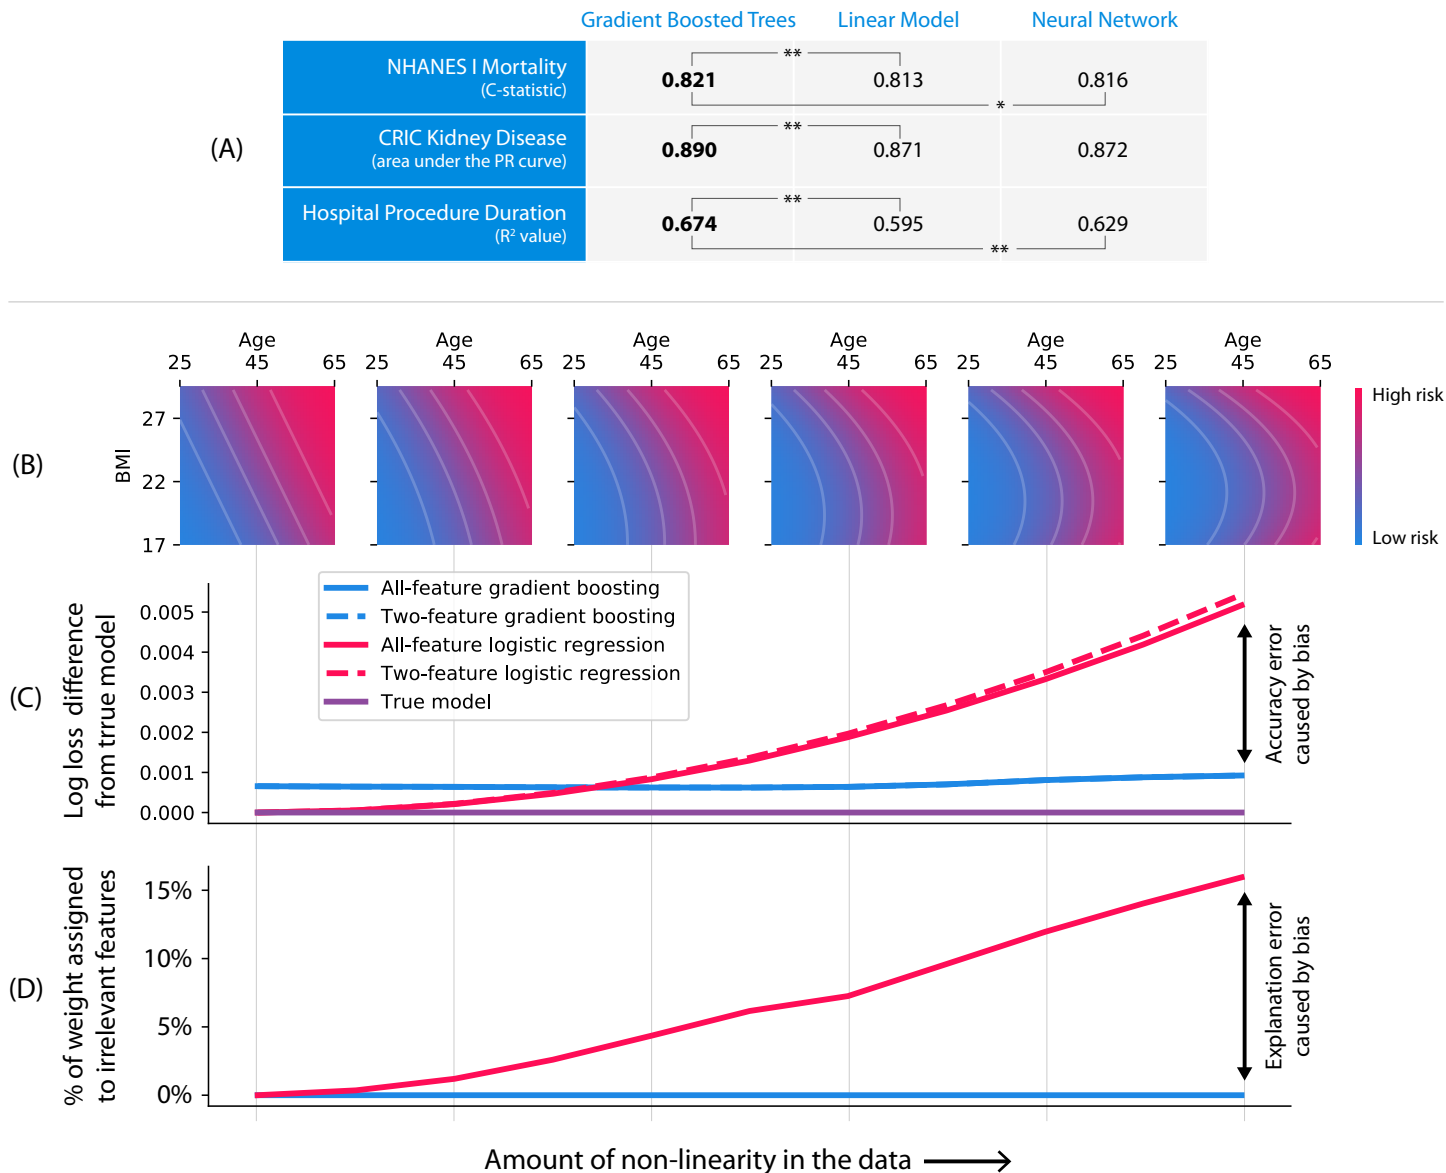 Gradient Boosted Trees Linear Model Neural Network
(A)
NHANES I Mortality
(C-statistic)
0.821 ** 0.813 * 0.816
CRIC Kidney Disease
(area under the PR curve)
0.890 ** 0.871 0.872
Hospital Procedure Duration
(R² value)
0.674 ** 0.595 ** 0.629
(B)
Age Age Age Age Age Age
25 45 65 25 45 65 25 45 65 25 45 65 25 45 65 25 45 65
BMI
27
22
17
High risk
Low risk
(C)
Log loss difference
from trrue model
0.005
0.004
0.003
0.002
0.001
0.000
All-feature gradient boosting
Two-feature gradient boosting
All-feature logistic regression
Two-feature logistic regression
True model
Accuracy error
caused by bias
(D)
% of weight assigned
to irrelevant features
15%
10%
5%
0%
Explanation error
caused by bias
Amount of non-linearity in the data